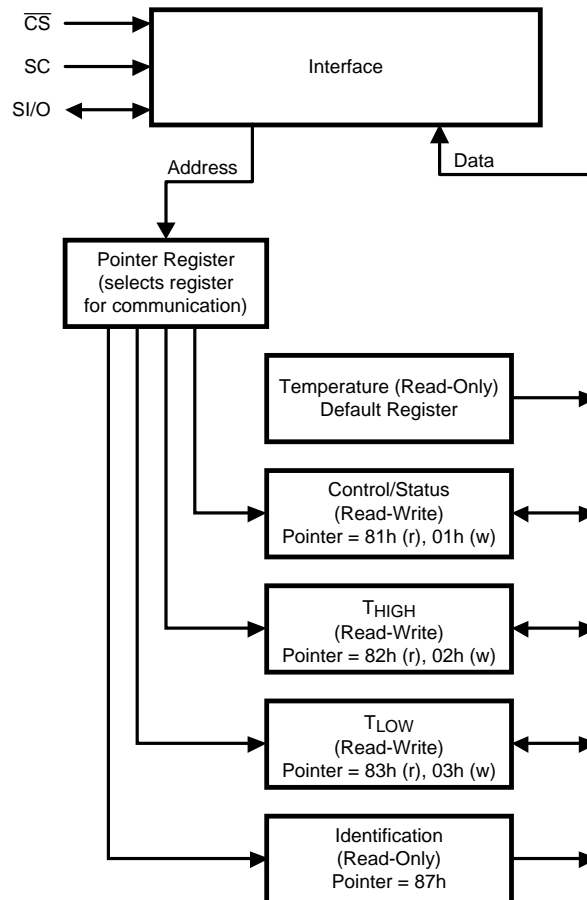 CS
SC
SI/O
Interface
Address
Data
Pointer Register
(selects register
for communication)
Temperature (Read-Only)
Default Register
Control/Status
(Read-Write)
Pointer = 81h (r), 01h (w)
THIGH
(Read-Write)
Pointer = 82h (r), 02h (w)
TLOW
(Read-Write)
Pointer = 83h (r), 03h (w)
Identification
(Read-Only)
Pointer = 87h